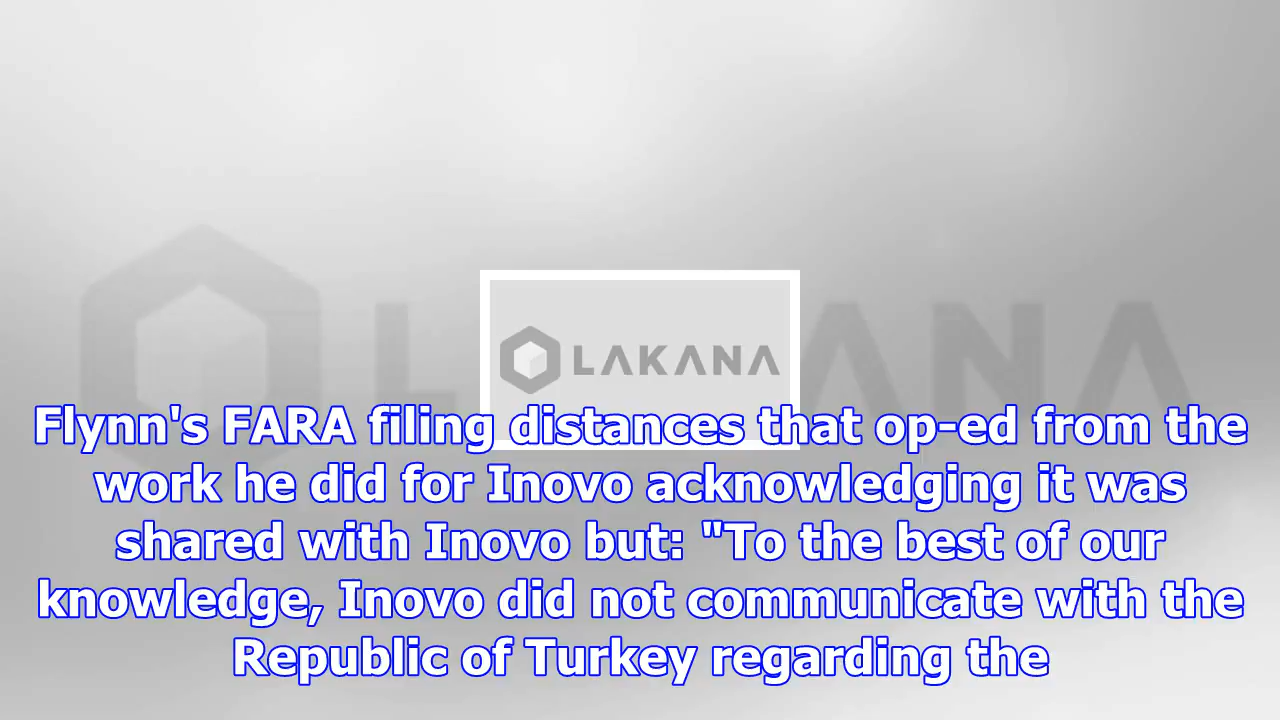 LAKANA
LAKANA
Flynn's FARA filing distances that op-ed from the
work he did for Inovo acknowledging it was
shared with Inovo but: "To the best of our
knowledge, Inovo did not communicate with the
Republic of Turkey regarding the